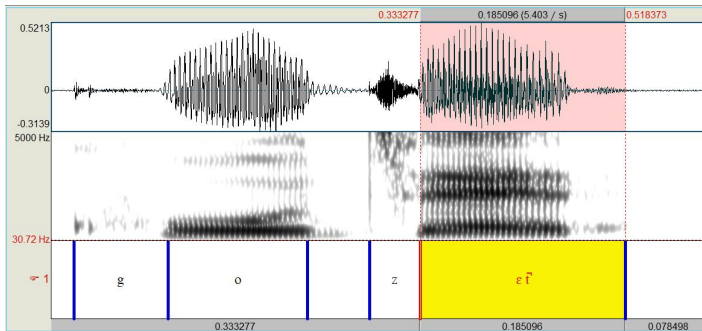 0.333277 0.185096 (5.403 / s) 0.518373
0.5213
0
-0.3139
5000 Hz
30.72 Hz
1 g o z ɛ t̚
0.333277 0.185096 0.078498